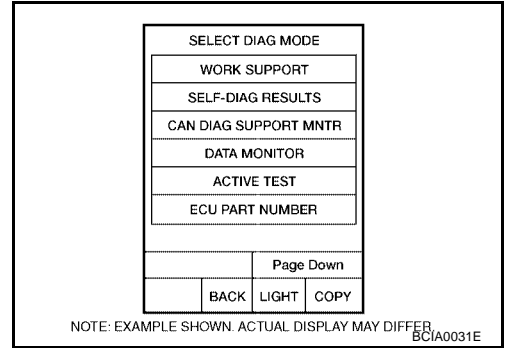 SELECT DIAG MODE
WORK SUPPORT
SELF-DIAG RESULTS
CAN DIAG SUPPORT MNTR
DATA MONITOR
ACTIVE TEST
ECU PART NUMBER
Page Down
BACK LIGHT COPY
NOTE: EXAMPLE SHOWN. ACTUAL DISPLAY MAY DIFFER.
BCIA0031E